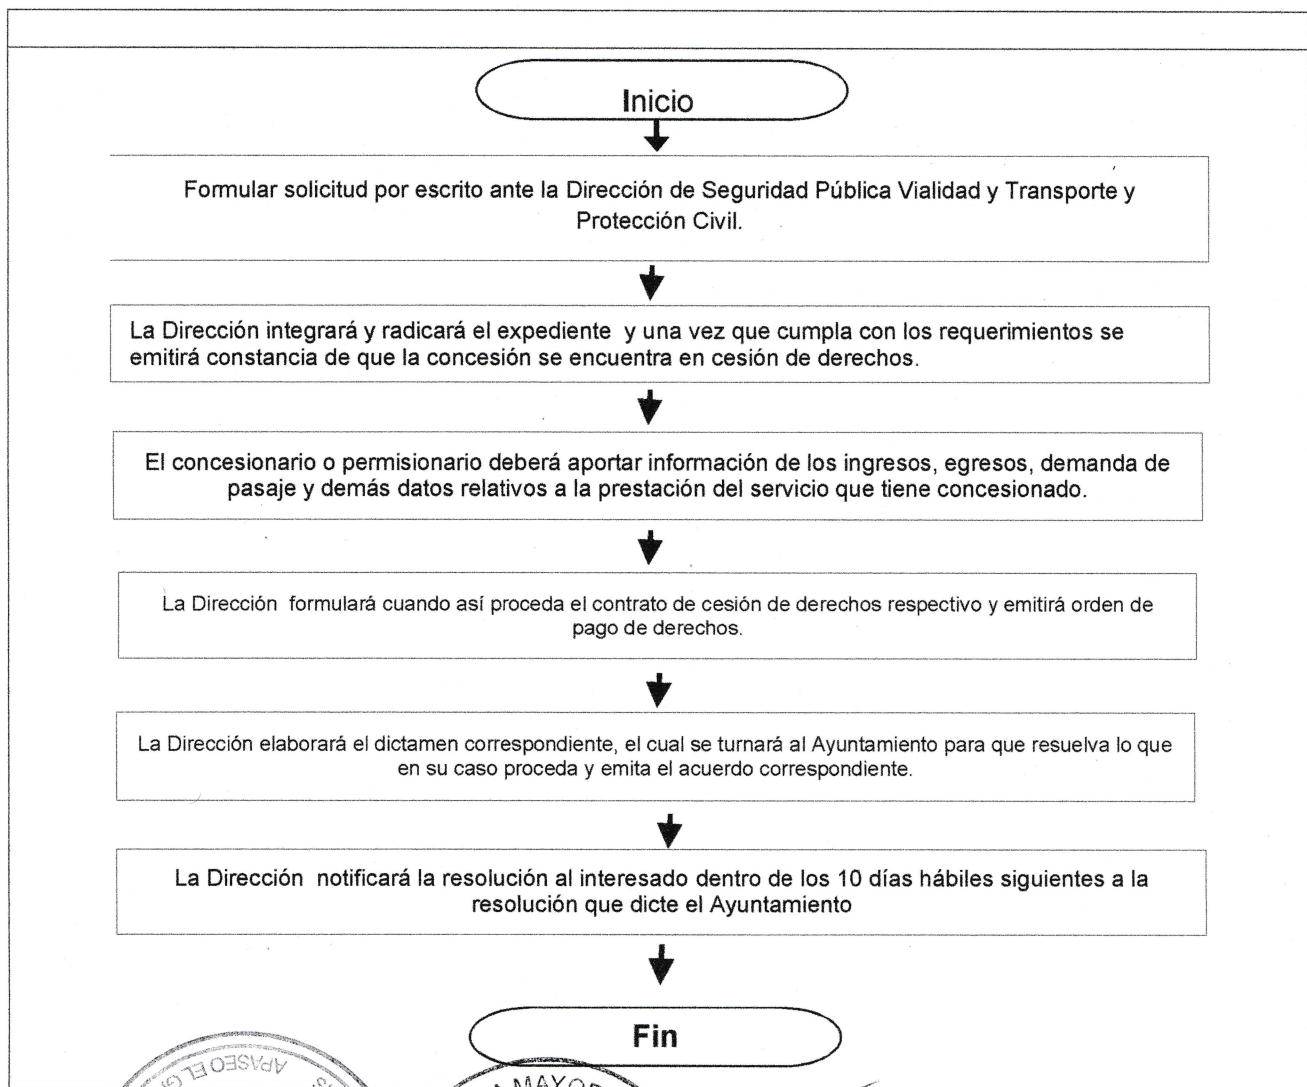 Inicio
Formular solicitud por escrito ante la Dirección de Seguridad Pública Vialidad y Transporte y
Protección Civil.
La Dirección integrará y radicará el expediente y una vez que cumpla con los requerimientos se
emitirá constancia de que la concesión se encuentra en cesión de derechos.
El concesionario o permisionario deberá aportar información de los ingresos, egresos, demanda de
pasaje y demás datos relativos a la prestación del servicio que tiene concesionado.
La Dirección formulará cuando así proceda el contrato de cesión de derechos respectivo y emitirá orden de
pago de derechos.
La Dirección elaborará el dictamen correspondiente, el cual se turnará al Ayuntamiento para que resuelva lo que
en su caso proceda y emita el acuerdo correspondiente.
La Dirección notificará la resolución al interesado dentro de los 10 días hábiles siguientes a la
resolución que dicte el Ayuntamiento
Fin
APASEO EL
MAYOR